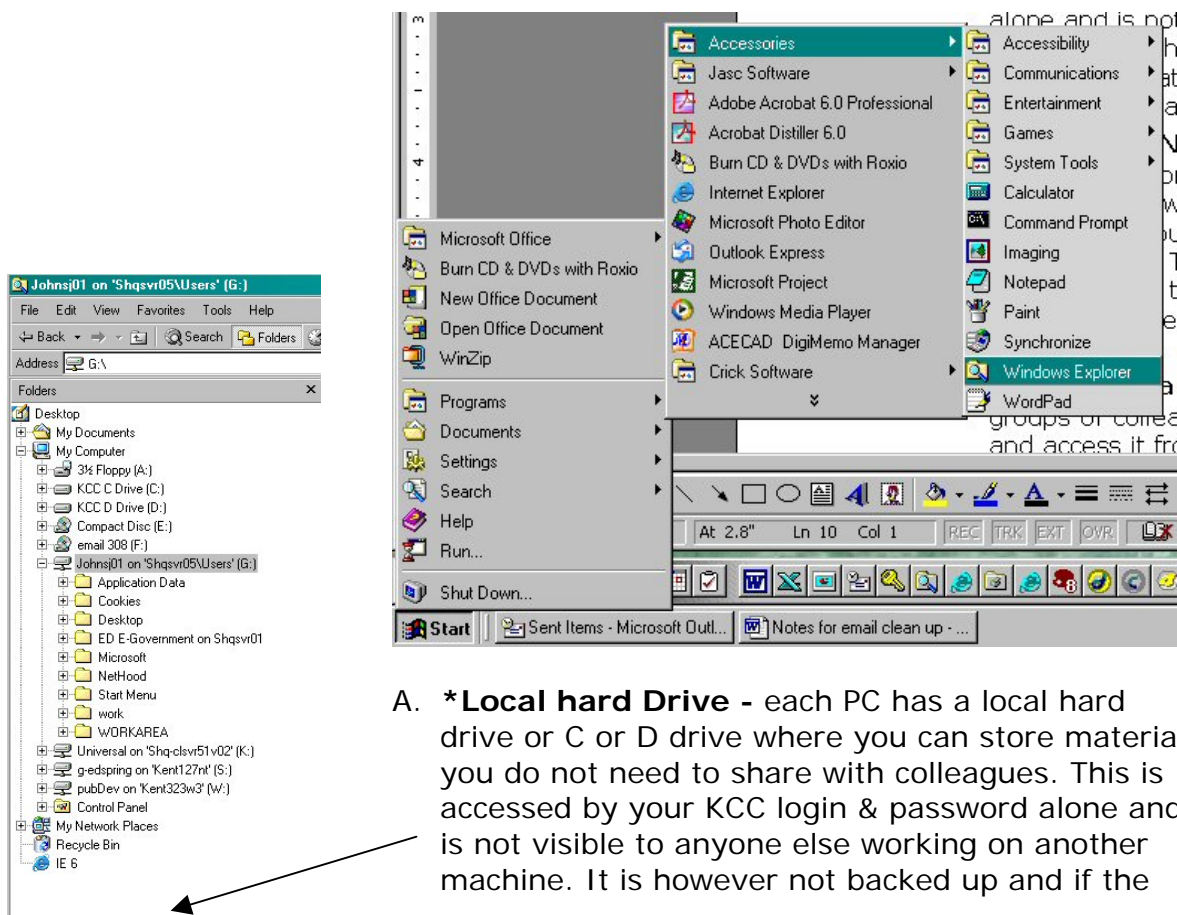 alone and is not
Accessories
Jasc Software
Adobe Acrobat 6.0 Professional
Acrobat Distiller 6.0
Burn CD & DVDs with Roxio
Internet Explorer
Microsoft Photo Editor
Outlook Express
Microsoft Project
Windows Media Player
ACECAD DigiMemo Manager
Crick Software
Accessibility
Communications
Entertainment
Games
System Tools
Calculator
Command Prompt
Imaging
Notepad
Paint
Synchronize
Windows Explorer
WordPad
and access it fro
Microsoft Office
Burn CD & DVDs with Roxio
New Office Document
Open Office Document
WinZip
Programs
Documents
Settings
Search
Help
Run...
Shut Down...
At 2.8" Ln 10 Col 1 REC TRK EXT OVR
Start Sent Items - Microsoft Outl... Notes for email clean up - ...
Johnsj01 on 'Shqsvr05\Users' (G:)
File Edit View Favorites Tools Help
Back Search Folders
Address G:\
Folders x
Desktop
My Documents
My Computer
3½ Floppy (A:)
KCC C Drive (C:)
KCC D Drive (D:)
Compact Disc (E:)
email 308 (F:)
Johnsj01 on 'Shqsvr05\Users' (G:)
Application Data
Cookies
Desktop
ED E-Government on Shqsvr01
Microsoft
NetHood
Start Menu
work
WORKAREA
Universal on 'Shq-clsvr51v02' (K:)
g-edspring on 'Kent127nt' (S:)
pubDev on 'Kent323w3' (W:)
Control Panel
My Network Places
Recycle Bin
IE 6
A. *Local hard Drive - each PC has a local hard
drive or C or D drive where you can store materia
you do not need to share with colleagues. This is
accessed by your KCC login & password alone and
is not visible to anyone else working on another
machine. It is however not backed up and if the